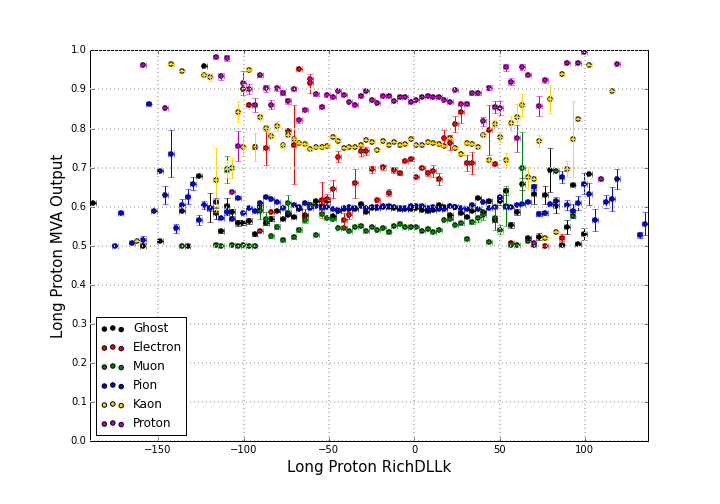 Long Proton MVA Output
1.0
0.9
0.8
0.7
0.6
0.5
0.4
0.3
0.2
0.1
0.0
Ghost
Electron
Muon
Pion
Kaon
Proton
−150
−100
−50
0
50
100
Long Proton RichDLLk